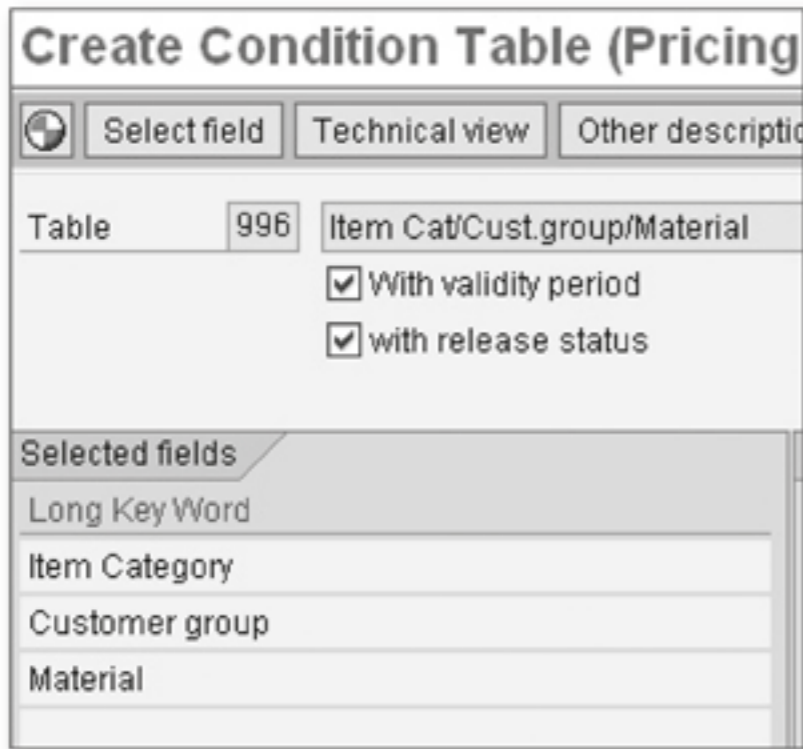 Create Condition Table (Pricing
Select field Technical view Other descriptio
Table 996 Item Cat/Cust.group/Material
With validity period
with release status
Selected fields
Long Key Word
Item Category
Customer group
Material